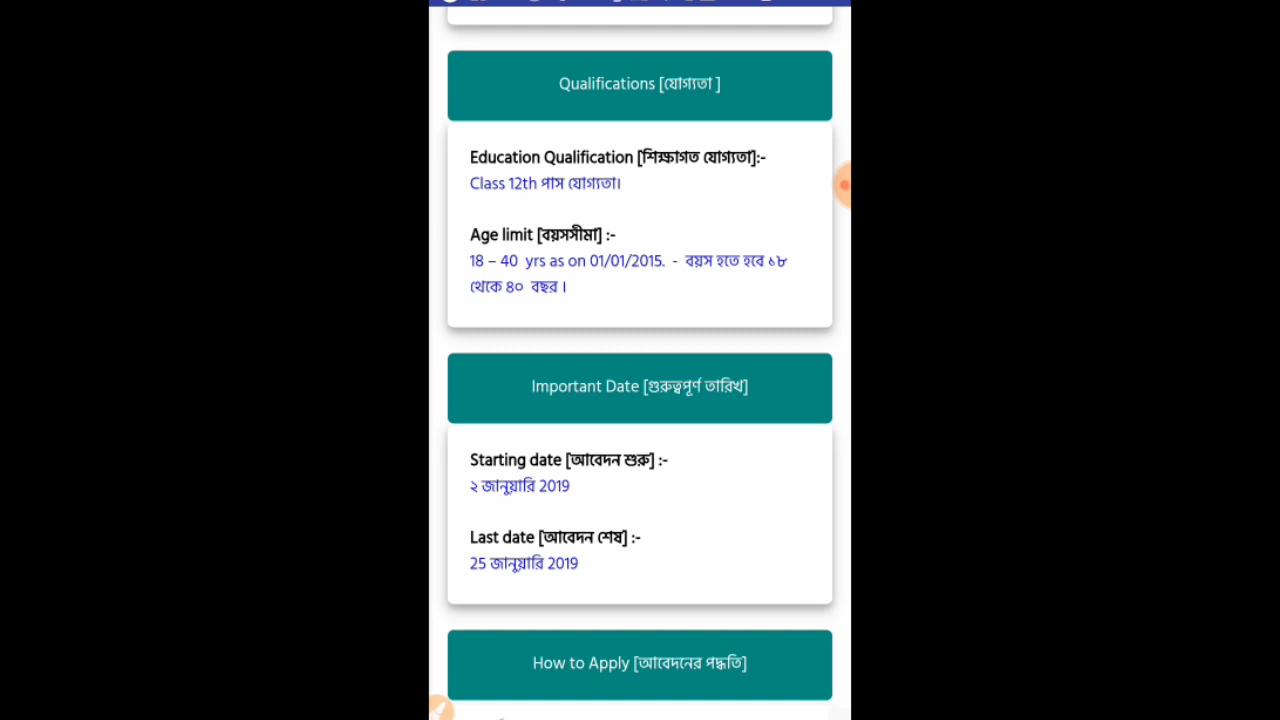 Qualifications [যোগ্যতা ]
Education Qualification [শিক্ষাগত যোগ্যতা]:-
Class 12th পাস যোগ্যতা।
Age limit [বয়সসীমা] :-
18 – 40 yrs as on 01/01/2015. - বয়স হতে হবে ১৮
থেকে ৪০ বছর ।
Important Date [গুরুত্বপূর্ণ তারিখ]
Starting date [আবেদন শুরু] :-
২ জানুয়ারি 2019
Last date [আবেদন শেষ] :-
25 জানুয়ারি 2019
How to Apply [আবেদনের পদ্ধতি]